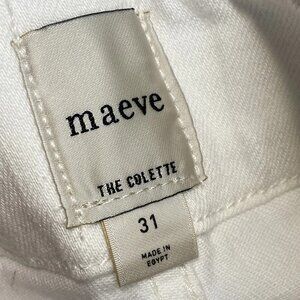 maeve
THE COLETTE
31
MADE IN
EGYPT